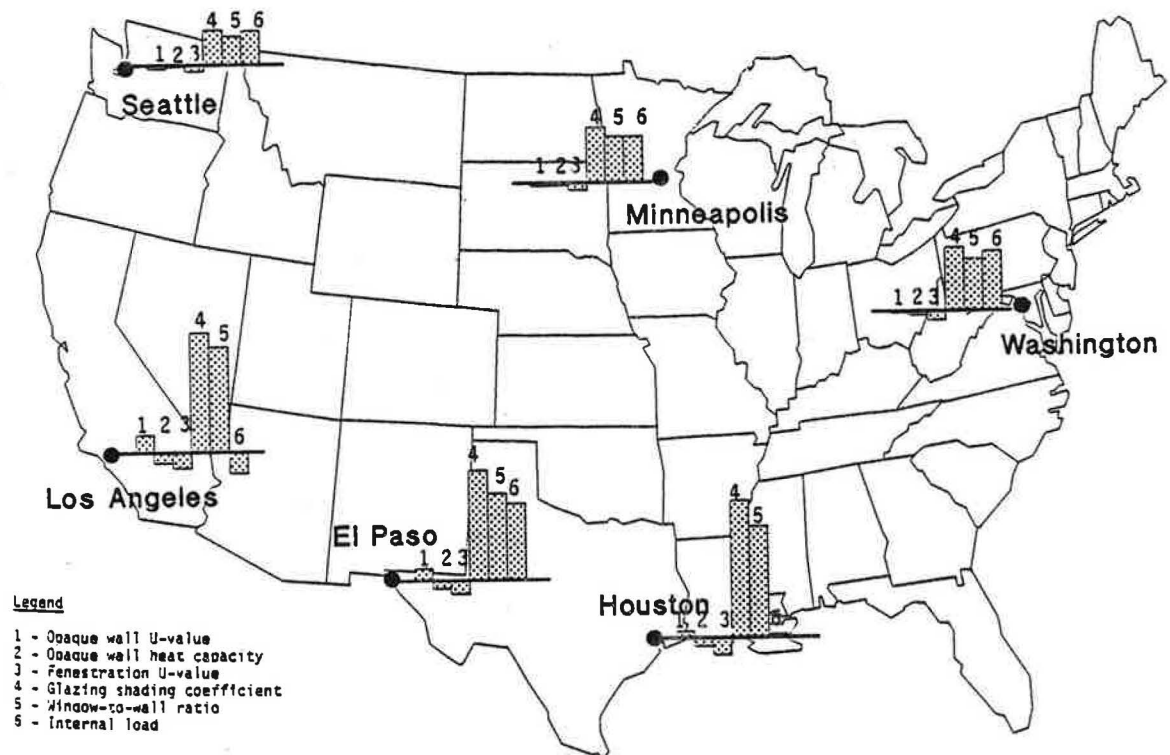 4 5 6
1 2 3
Seattle
4 5 6
1 2 3
Minneapolis
4 5 6
1 2 3
Washington
4
5
1 2 3
6
Los Angeles
4
5
6
El Paso
1 2 3
4
5
Houston
1 2 3
6
Legend
1 - Opaque wall U-value
2 - Opaque wall heat capacity
3 - Fenestration U-value
4 - Glazing shading coefficient
5 - Window-to-wall ratio
6 - Internal load